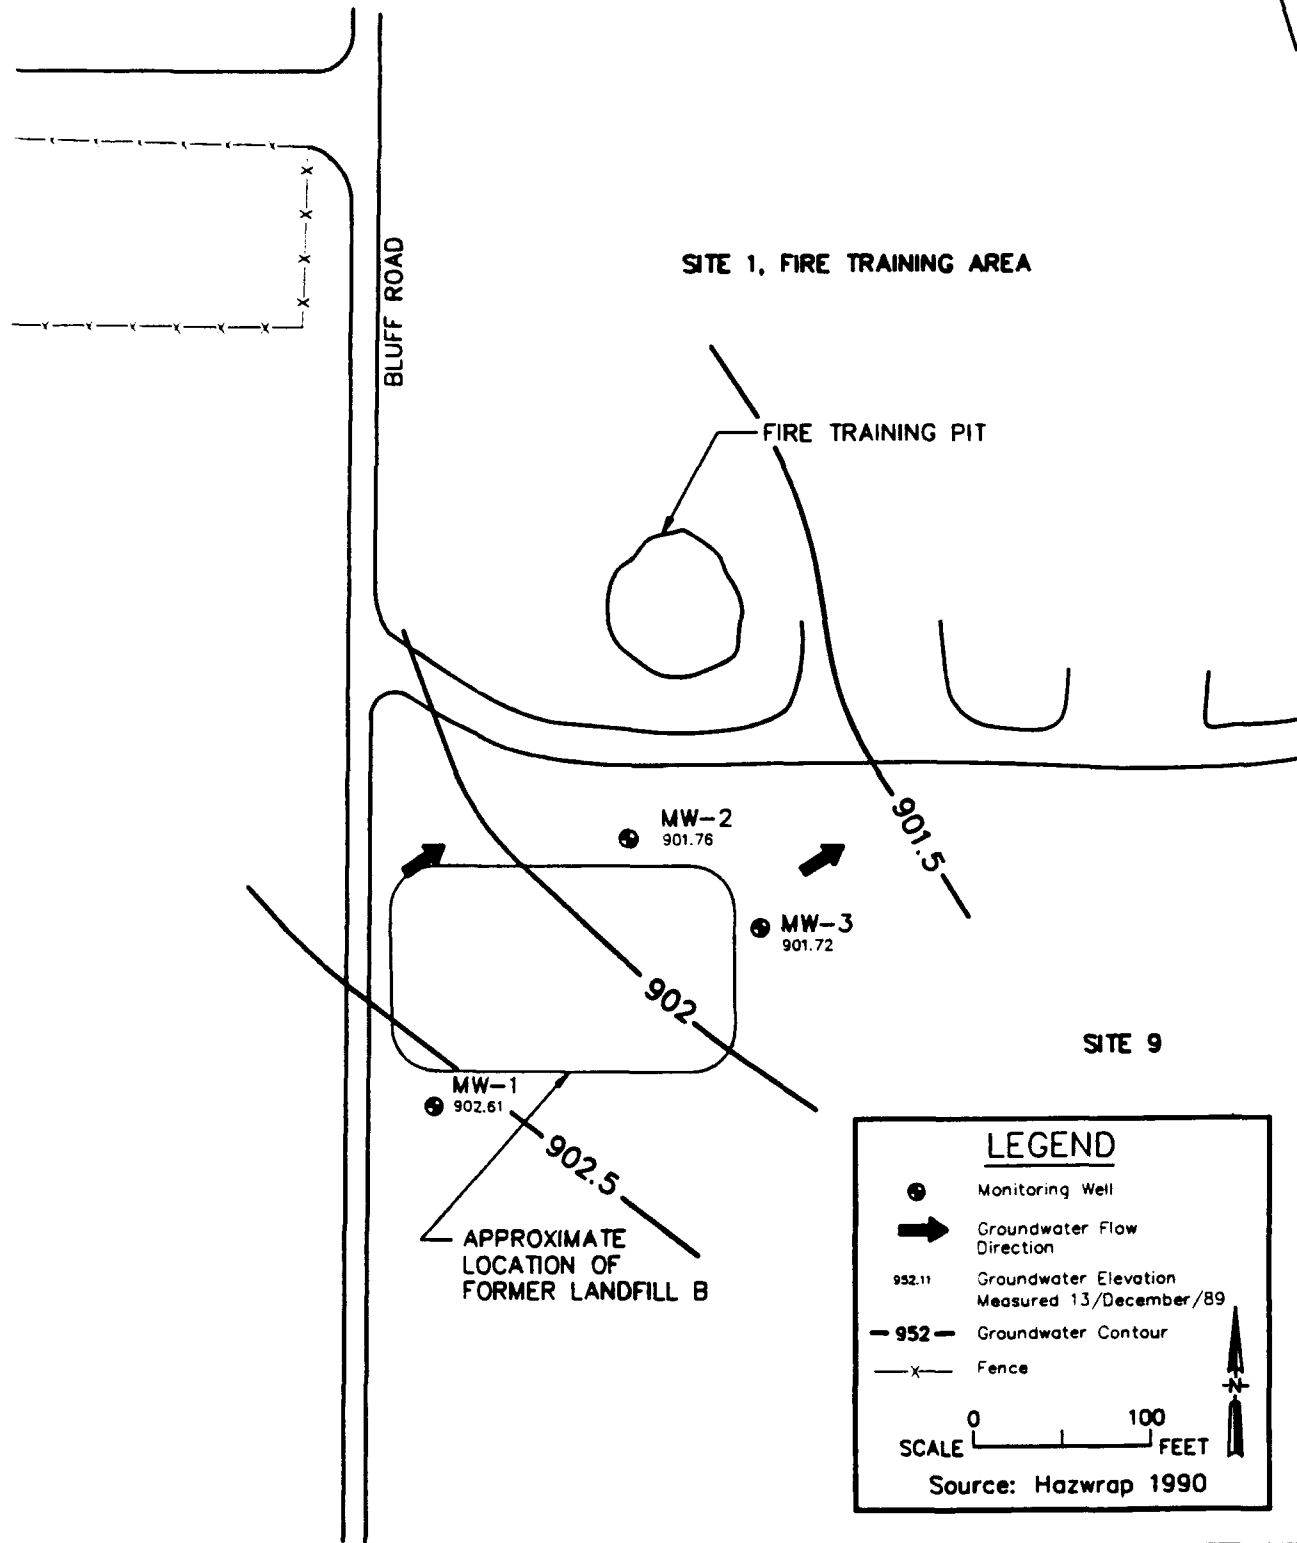 BLUFF ROAD
SITE 1, FIRE TRAINING AREA
FIRE TRAINING PIT
901.5
MW-2
901.76
MW-3
901.72
902
SITE 9
MW-1
902.61
902.5
APPROXIMATE
LOCATION OF
FORMER LANDFILL B
LEGEND
Monitoring Well
Groundwater Flow
Direction
952.11
Groundwater Elevation
Measured 13/December/89
952
Groundwater Contour
x
Fence
N
0 100
SCALE FEET
Source: Hazwrap 1990